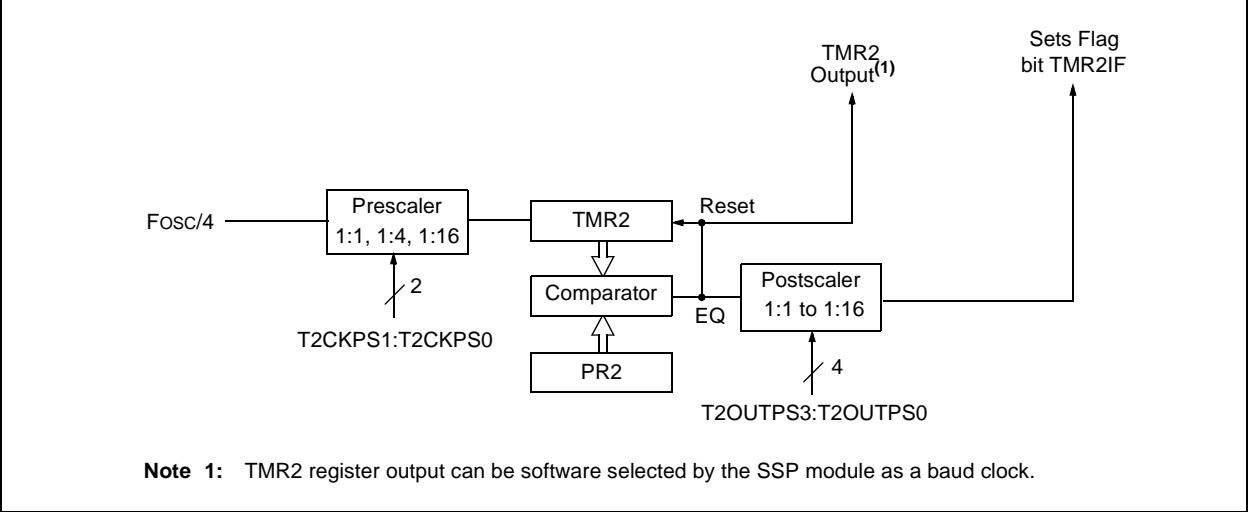 TMR2
Output(1)
Sets Flag
bit TMR2IF
FOSC/4
Prescaler
1:1, 1:4, 1:16
TMR2
Reset
2
T2CKPS1:T2CKPS0
Comparator
EQ
Postscaler
1:1 to 1:16
PR2
4
T2OUTPS3:T2OUTPS0
Note 1: TMR2 register output can be software selected by the SSP module as a baud clock.